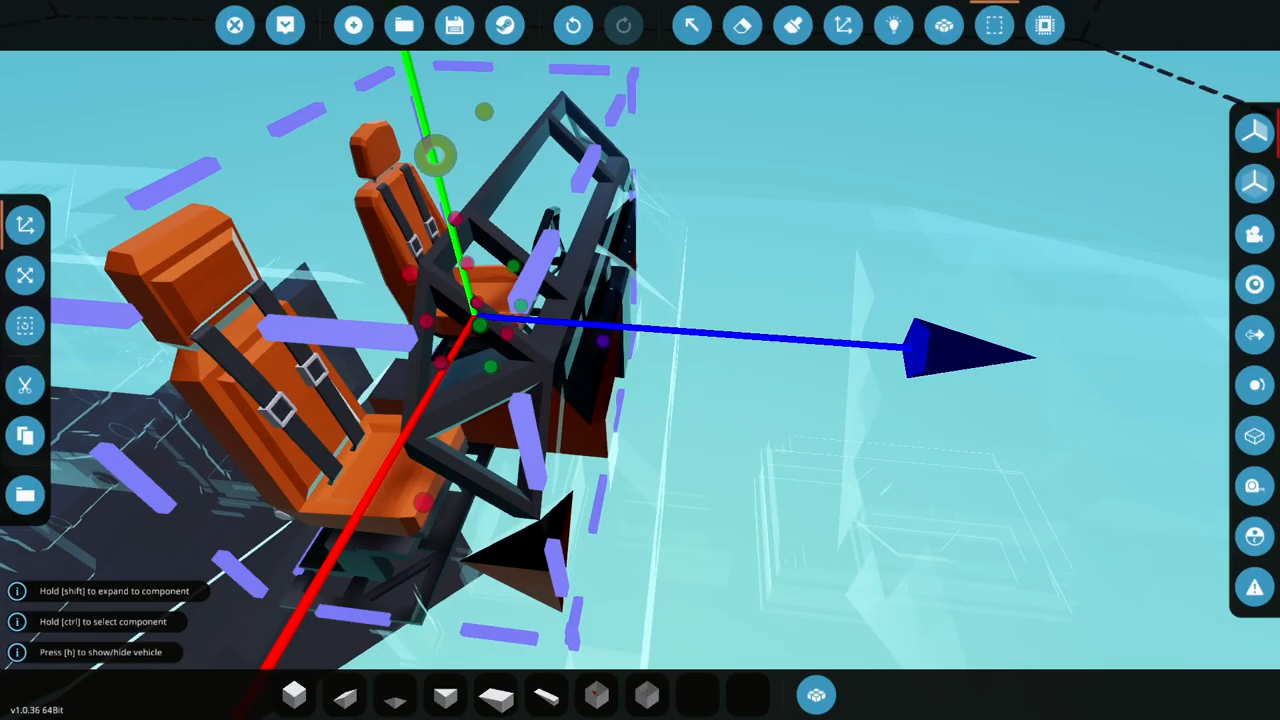 Hold [shift] to expand to component
Hold [ctrl] to select component
Press [h] to show/hide vehicle
v1.0.36 64Bit